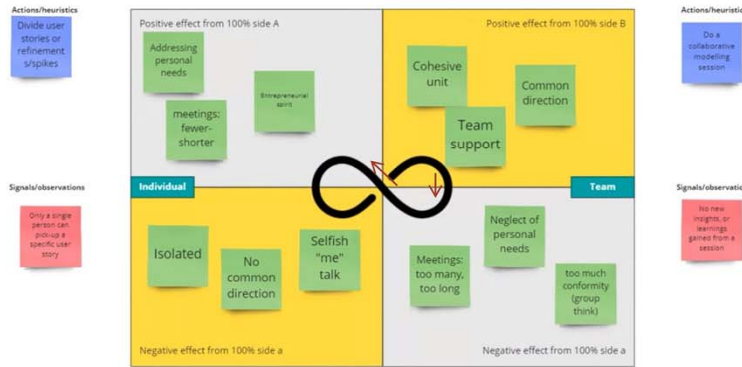 Actions/heuristics
Divide user
stories or
refinement
s/spikes
Signals/observations
Only a single
person can
pick-up a
specific user
story
Positive effect from 100% side A
Addressing
personal
needs
meetings:
fewer-
shorter
Entrepreneurial
spirit
Positive effect from 100% side B
Cohesive
unit
Common
direction
Team
support
Individual
Team
Isolated
No
common
direction
Selfish
"me"
talk
Negative effect from 100% side a
Neglect of
personal
needs
Meetings:
too many,
too long
too much
conformity
(group
think)
Negative effect from 100% side a
Actions/heuristic
Do a
collaborative
modelling
session
Signals/observatio
No new
insights, or
learnings
gained from a
session